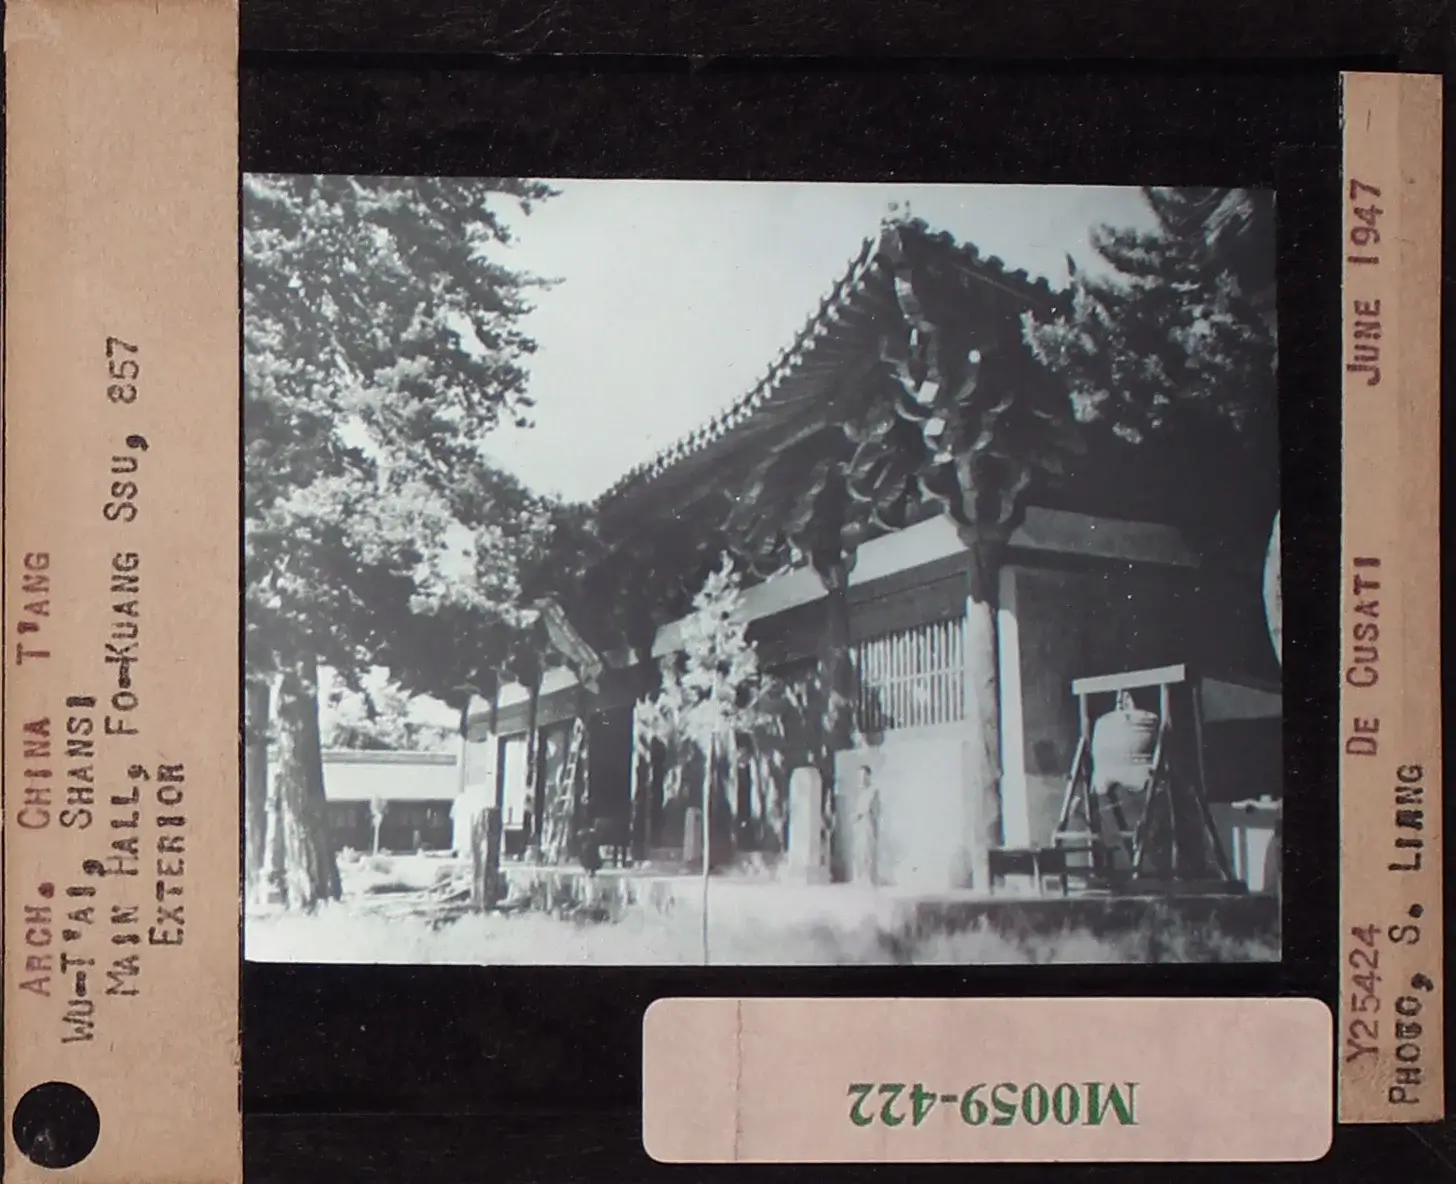 ARCH. CHINA T'ANG
WU-T'AI, SHANSI
MAIN HALL, FO-KUANG SSU, 857
EXTERIOR
Y25424 DE CUSATI JUNE 1947
PHOTO, S. LIANG
M0059-422